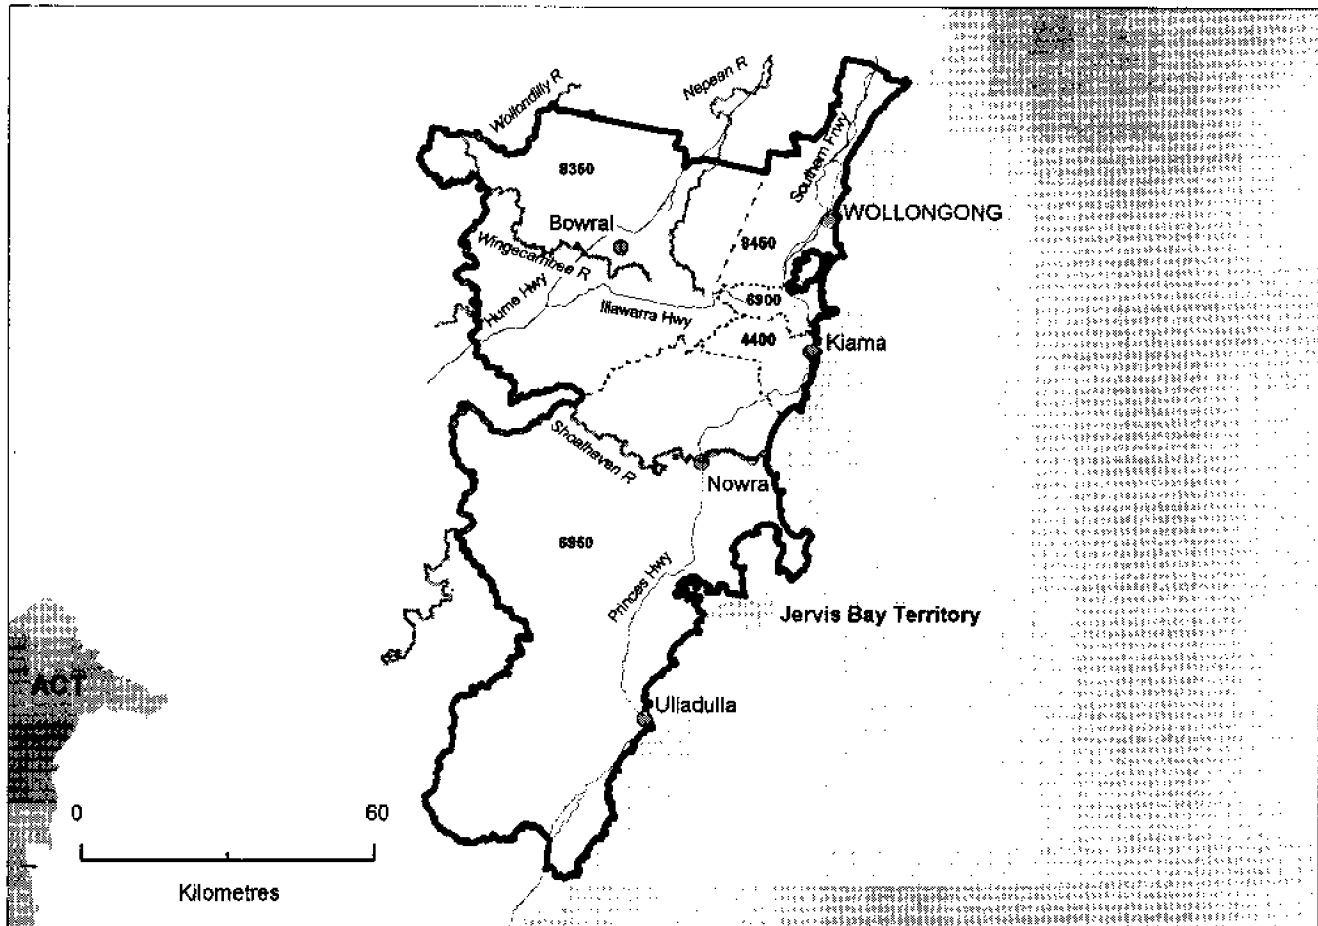 Wollondilly R
Nepean R
Southern Frwy
8350
WOLLONGONG
Bowral
8450
Wingecarribee R
Hume Hwy
Illawarra Hwy
6900
4400
Kiama
Shoalhaven R
Nowra
6950
Princes Hwy
Jervis Bay Territory
ACT
Ulladulla
0
60
Kilometres